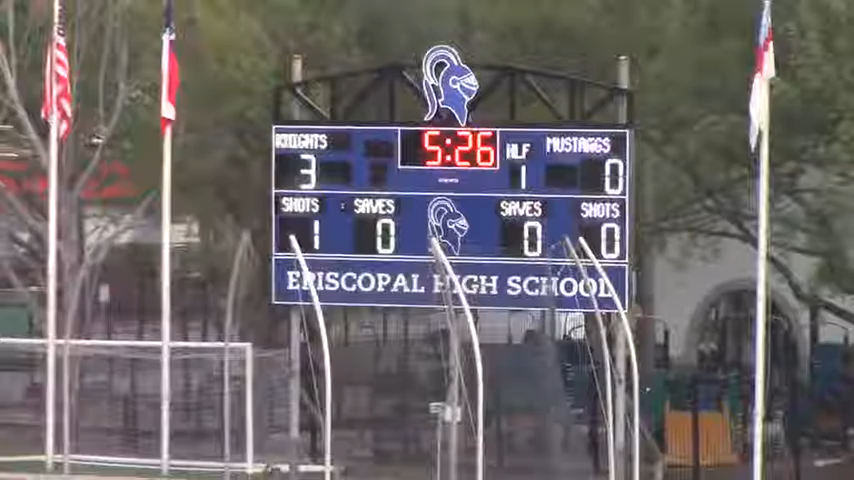 KNIGHTS 5:26 HLF MUSTANGS
3 1 0
SHOTS : SAVES SAVES SHOTS
1 0 0 0
EPISCOPAL HIGH SCHOOL